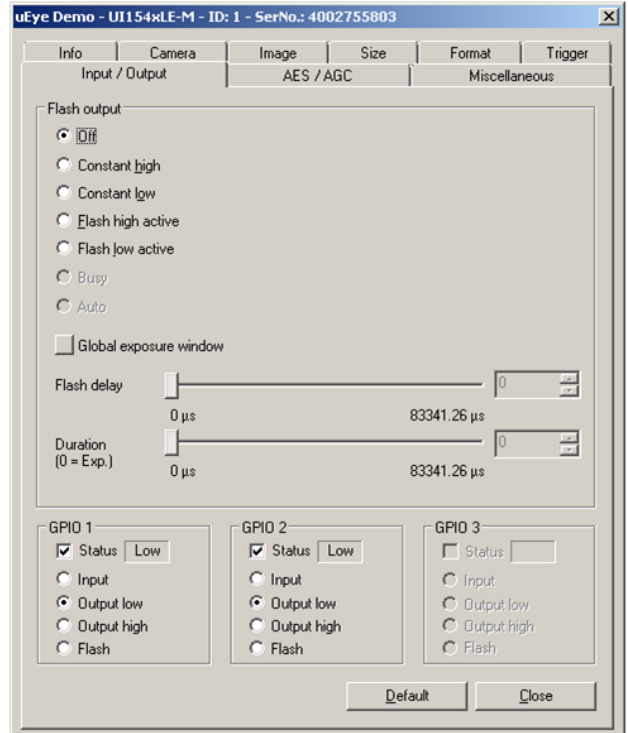 uEye Demo - UI154xLE-M - ID: 1 - SerNo.: 4002755803
Info Camera Image Size Format Trigger
Input / Output AES / AGC Miscellaneous
Flash output
Off
Constant high
Constant low
Flash high active
Flash low active
Busy
Auto
Global exposure window
Flash delay 0
0 µs 83341.26 µs
Duration 0
(0 = Exp.)
0 µs 83341.26 µs
GPIO 1 GPIO 2 GPIO 3
Status Low Status Low Status
Input Input Input
Output low Output low Output low
Output high Output high Output high
Flash Flash Flash
Default Close